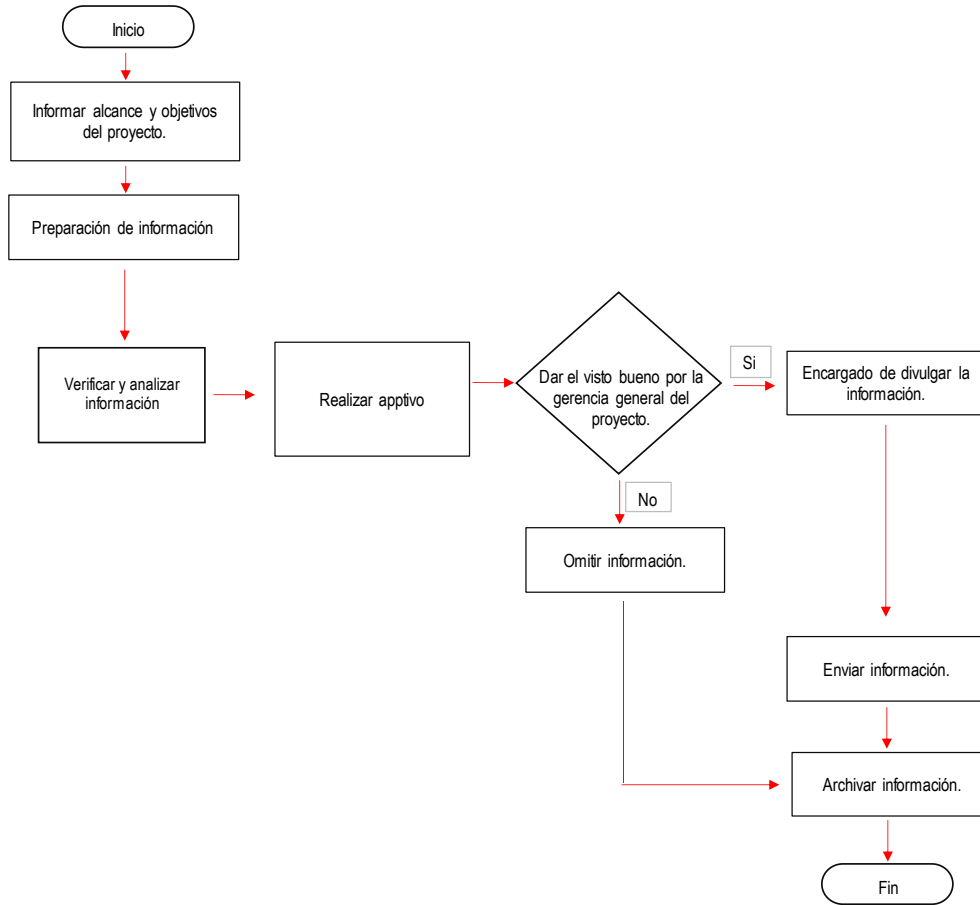 Inicio
Informar alcance y objetivos
del proyecto.
Preparación de información
Verificar y analizar
información
Realizar apptivo
Dar el visto bueno por la
gerencia general del
proyecto.
Si
Encargado de divulgar la
información.
No
Omitir información.
Enviar información.
Archivar información.
Fin